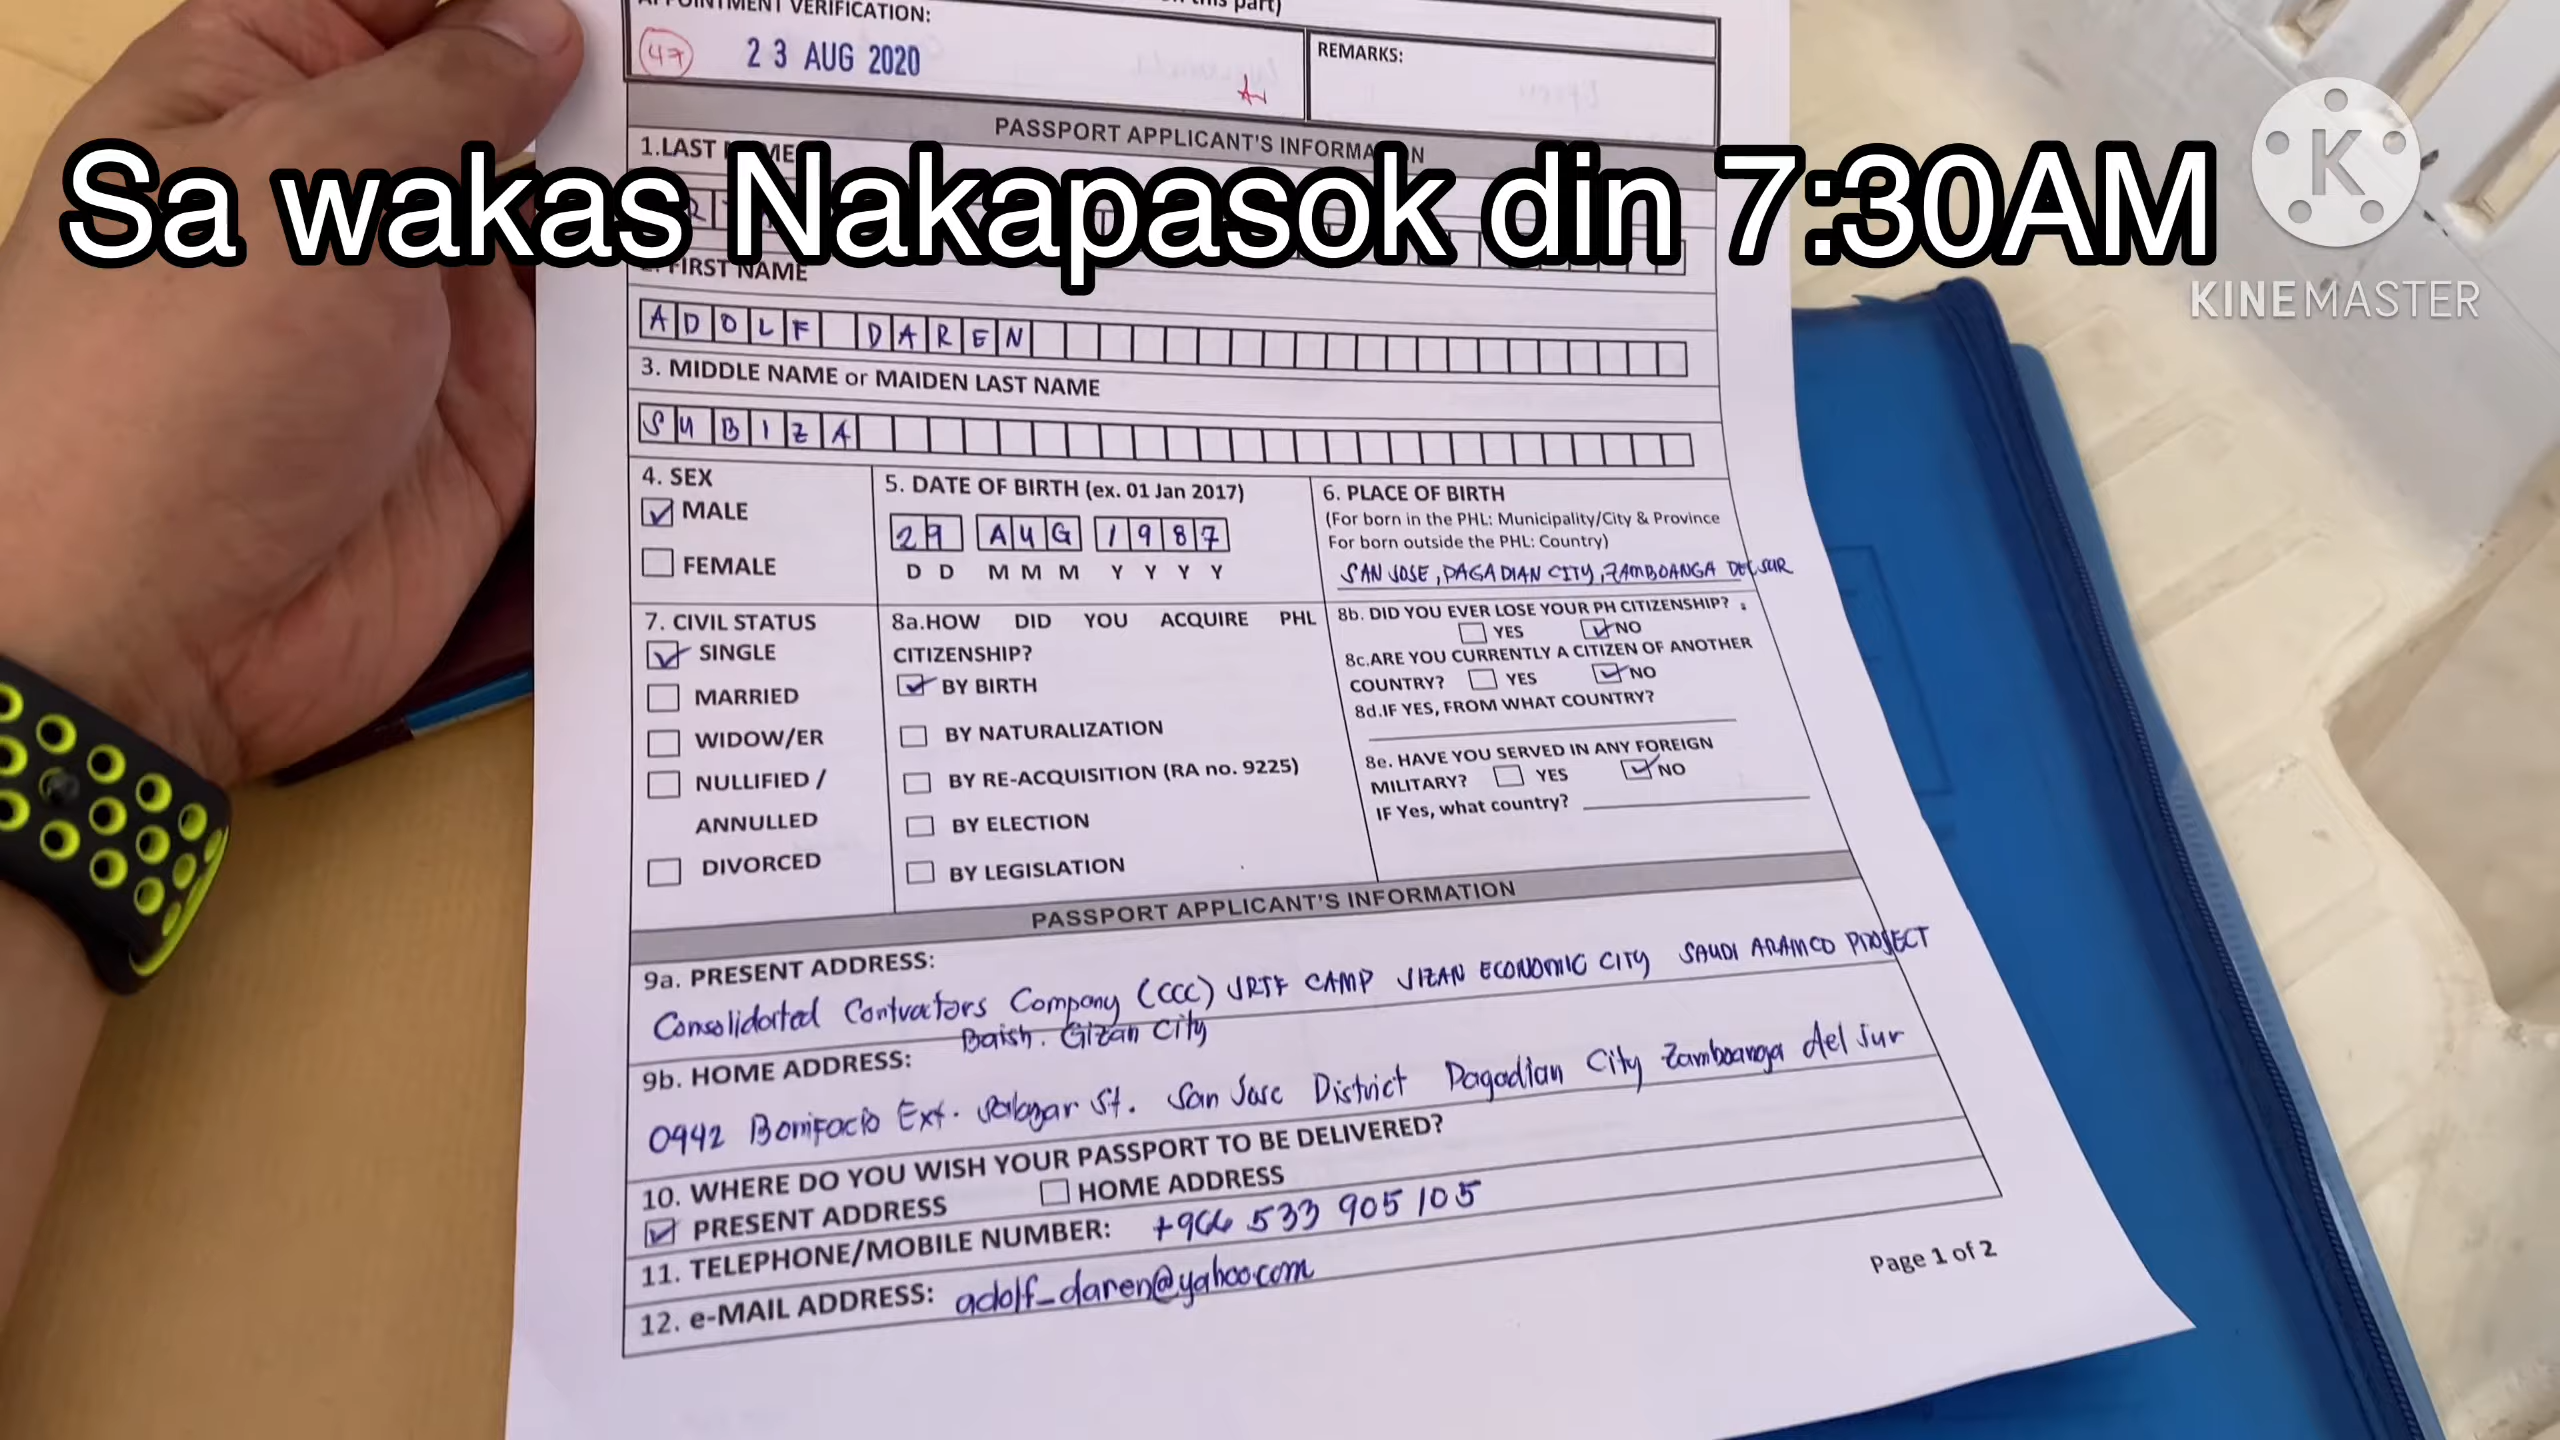 APPOINTMENT VERIFICATION:
47
23 AUG 2020
REMARKS:
PASSPORT APPLICANT'S INFORMATION
1.LAST NAME
Sa wakas Nakapasok din 7:30AM
K
KINEMASTER
FIRST NAME
ADOLF DAREN
3. MIDDLE NAME or MAIDEN LAST NAME
SUBIZA
4. SEX
MALE
FEMALE
5. DATE OF BIRTH (ex. 01 Jan 2017)
29 AUG 1987
D D M M M Y Y Y Y
6. PLACE OF BIRTH
(For born in the PHL: Municipality/City & Province
For born outside the PHL: Country)
SAN JOSE, PAGADIAN CITY, ZAMBOANGA DEL SUR
7. CIVIL STATUS
SINGLE
MARRIED
WIDOW/ER
NULLIFIED /
ANNULLED
DIVORCED
8a.HOW DID YOU ACQUIRE PHL
CITIZENSHIP?
BY BIRTH
BY NATURALIZATION
BY RE-ACQUISITION (RA no. 9225)
BY ELECTION
BY LEGISLATION
8b. DID YOU EVER LOSE YOUR PH CITIZENSHIP?
YES NO
8c.ARE YOU CURRENTLY A CITIZEN OF ANOTHER
COUNTRY? YES NO
8d.IF YES, FROM WHAT COUNTRY?
8e. HAVE YOU SERVED IN ANY FOREIGN
MILITARY? YES NO
IF Yes, what country?
PASSPORT APPLICANT'S INFORMATION
9a. PRESENT ADDRESS:
Consolidated Contractors Company (CCC) JRTF CAMP JIZAN ECONOMIC CITY SAUDI ARAMCO PROJECT
Baish. Gizan City
9b. HOME ADDRESS:
0942 Bonifacio Ext. Salazar St. San Jose District Pagadian City Zamboanga del Sur
10. WHERE DO YOU WISH YOUR PASSPORT TO BE DELIVERED?
PRESENT ADDRESS HOME ADDRESS
11. TELEPHONE/MOBILE NUMBER: +966 533 905 105
12. e-MAIL ADDRESS: adolf_daren@yahoo.com
Page 1 of 2